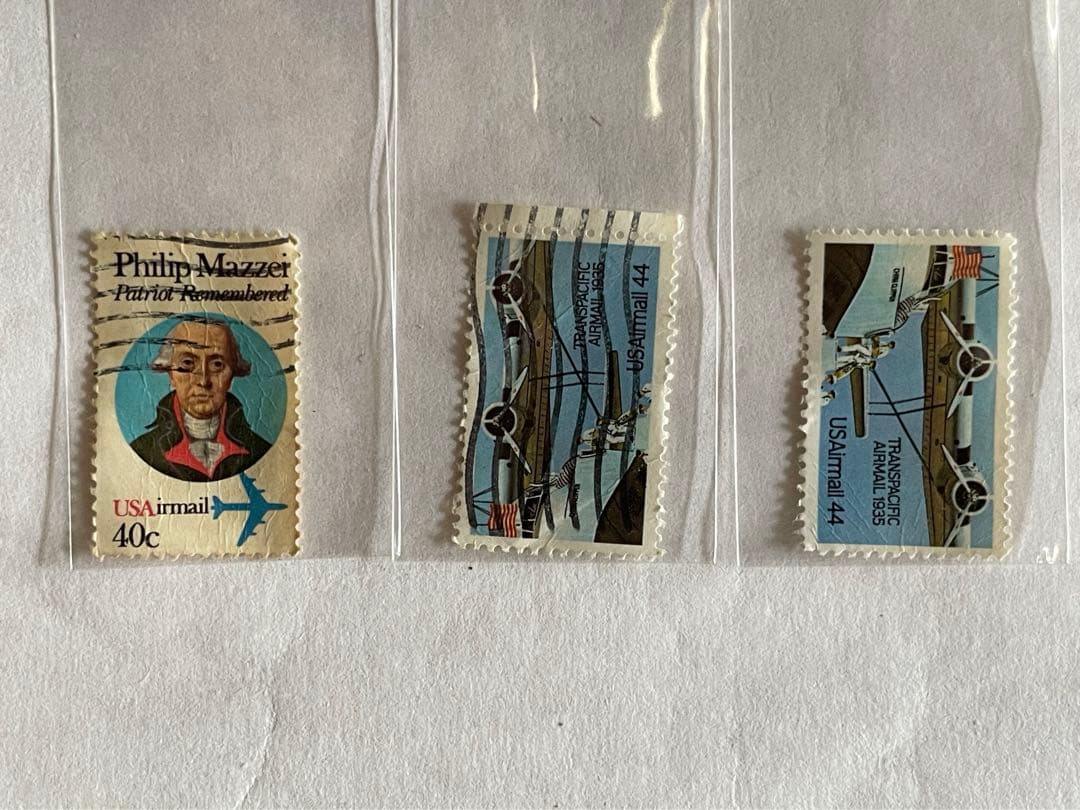 Philip Mazzei
Patriot Remembered
USAirmail
40c
TRANSPACIFIC
AIRMAIL 1935
USAirmail 44
TRANSPACIFIC
AIRMAIL 1935
USAirmail 44